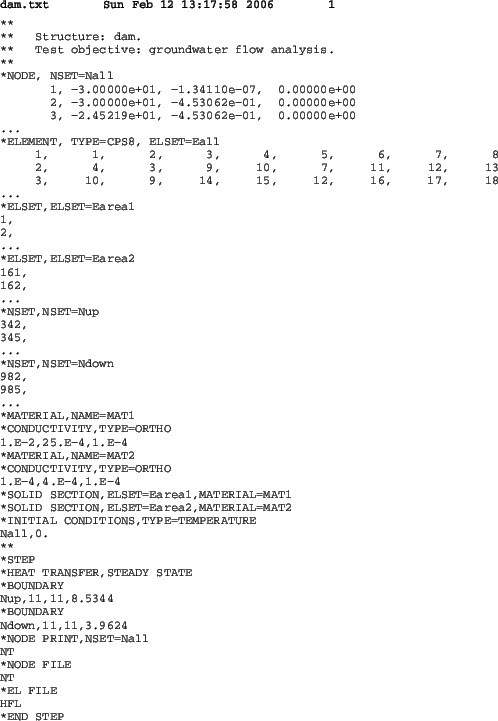 dam.txt Sun Feb 12 13:17:58 2006 1
**
** Structure: dam.
** Test objective: groundwater flow analysis.
**
*NODE, NSET=Nall
1, -3.00000e+01, -1.34110e-07, 0.00000e+00
2, -3.00000e+01, -4.53062e-01, 0.00000e+00
3, -2.45219e+01, -4.53062e-01, 0.00000e+00
...
*ELEMENT, TYPE=CPS8, ELSET=Eall
1, 1, 2, 3, 4, 5, 6, 7, 8
2, 4, 3, 9, 10, 7, 11, 12, 13
3, 10, 9, 14, 15, 12, 16, 17, 18
...
*ELSET,ELSET=Earea1
1,
2,
...
*ELSET,ELSET=Earea2
161,
162,
...
*NSET,NSET=Nup
342,
345,
...
*NSET,NSET=Ndown
982,
985,
...
*MATERIAL,NAME=MAT1
*CONDUCTIVITY,TYPE=ORTHO
1.E-2,25.E-4,1.E-4
*MATERIAL,NAME=MAT2
*CONDUCTIVITY,TYPE=ORTHO
1.E-4,4.E-4,1.E-4
*SOLID SECTION,ELSET=Earea1,MATERIAL=MAT1
*SOLID SECTION,ELSET=Earea2,MATERIAL=MAT2
*INITIAL CONDITIONS,TYPE=TEMPERATURE
Nall,0.
**
*STEP
*HEAT TRANSFER,STEADY STATE
*BOUNDARY
Nup,11,11,8.5344
*BOUNDARY
Ndown,11,11,3.9624
*NODE PRINT,NSET=Nall
NT
*NODE FILE
NT
*EL FILE
HFL
*END STEP